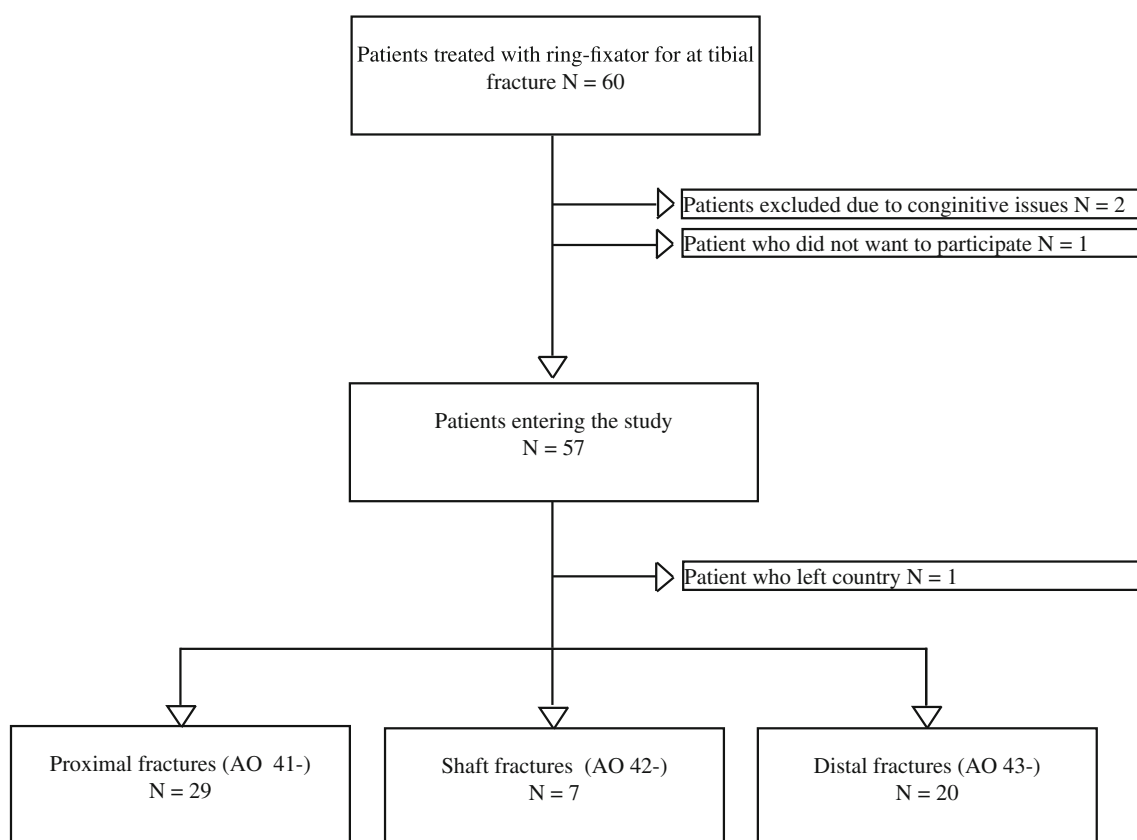 Patients treated with ring-fixator for at tibial
fracture N = 60
Patients excluded due to conginitive issues N = 2
Patient who did not want to participate N = 1
Patients entering the study
N = 57
Patient who left country N = 1
Proximal fractures (AO 41-)
N = 29
Shaft fractures (AO 42-)
N = 7
Distal fractures (AO 43-)
N = 20